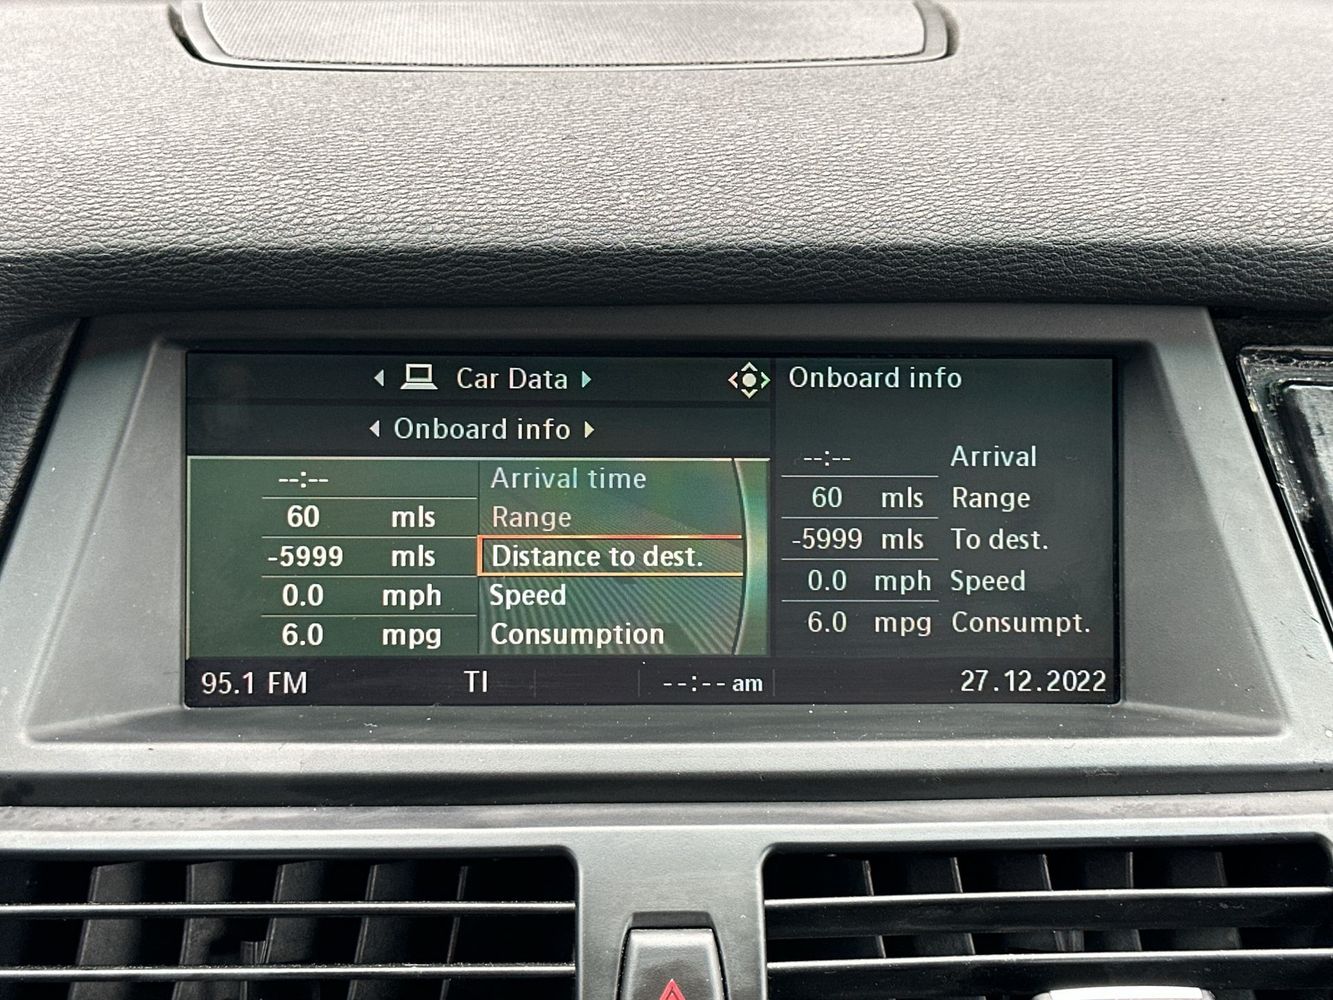 Car Data
Onboard info
--:-- Arrival time
60 mls Range
-5999 mls Distance to dest.
0.0 mph Speed
6.0 mpg Consumption
Onboard info
--:-- Arrival
60 mls Range
-5999 mls To dest.
0.0 mph Speed
6.0 mpg Consumpt.
95.1 FM TI --:-- am 27.12.2022